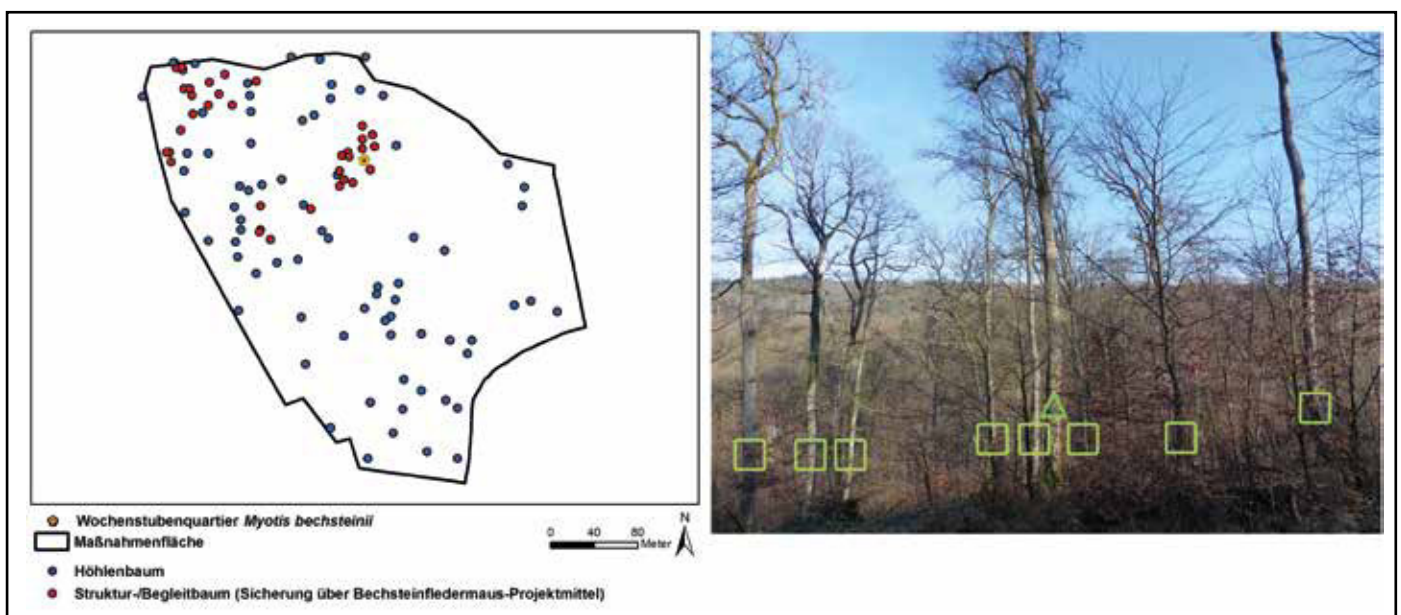 Wochenstubenquartier Myotis bechsteinii
Maßnahmenfläche
Höhlenbaum
Struktur-/Begleitbaum (Sicherung über Bechsteinfledermaus-Projektmittel)
0 40 80
Meter
N